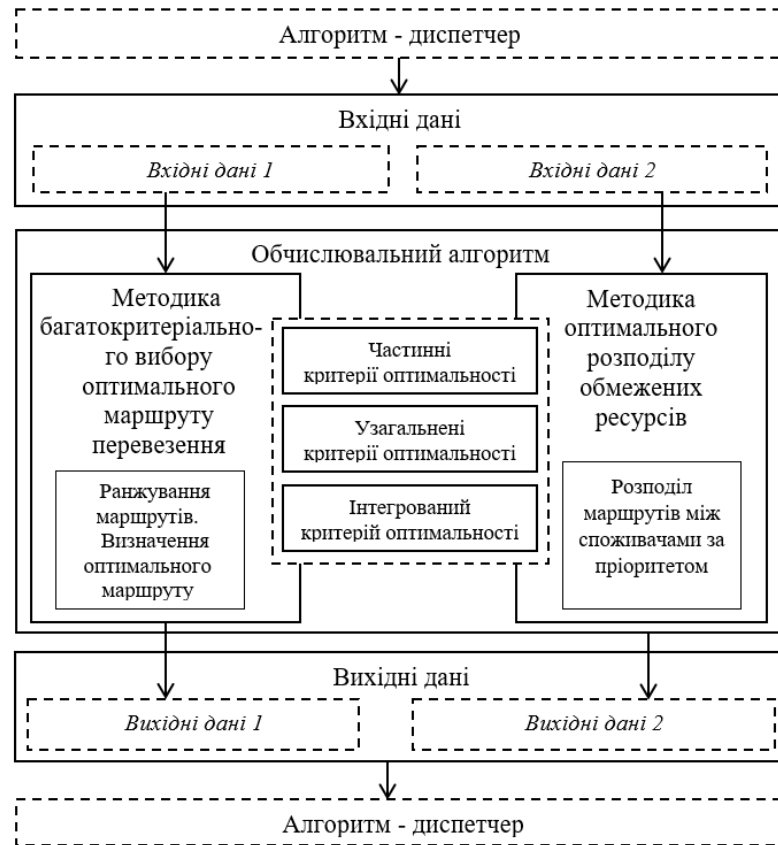 Алгоритм - диспетчер
Вхідні дані
Вхідні дані 1
Вхідні дані 2
Обчислювальний алгоритм
Методика
багатокритеріально-
го вибору
оптимального
маршруту
перевезення
Ранжування
маршрутів.
Визначення
оптимального
маршруту
Частинні
критерії оптимальності
Узагальнені
критерії оптимальності
Інтегрований
критерій оптимальності
Методика
оптимального
розподілу
обмежених
ресурсів
Розподіл
маршрутів між
споживачами за
пріоритетом
Вихідні дані
Вихідні дані 1
Вихідні дані 2
Алгоритм - диспетчер